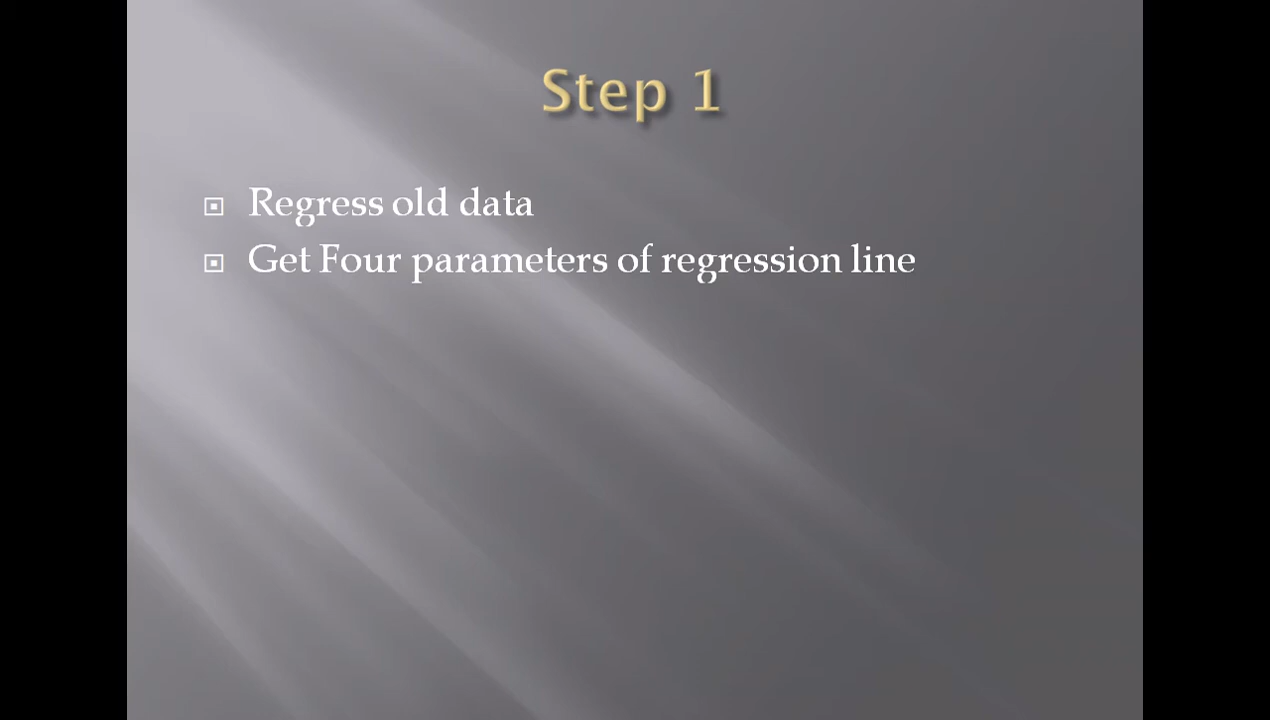 Step 1
Regress old data
Get Four parameters of regression line